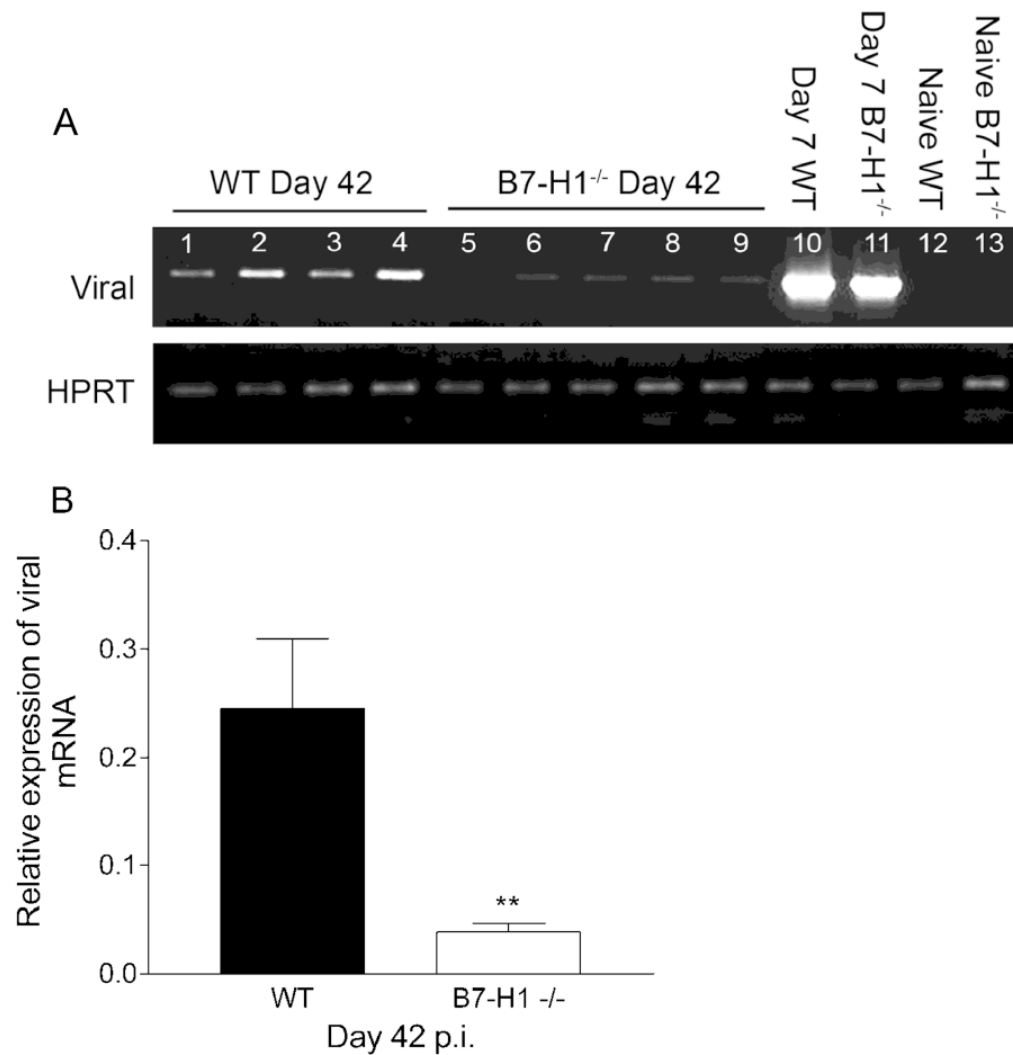 A
WT Day 42
B7-H1-/- Day 42
Day 7 WT
Day 7 B7-H1-/-
Naive WT
Naive B7-H1-/-
1 2 3 4 5 6 7 8 9 10 11 12 13
Viral
HPRT
B
Relative expression of viral
mRNA
0.4
0.3
0.2
0.1
0.0
**
WT B7-H1 -/-
Day 42 p.i.